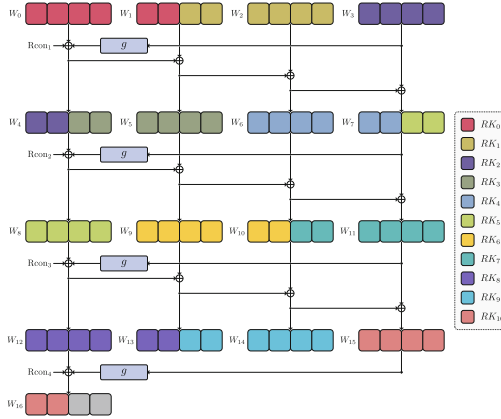 W₀ W₁ W₂ W₃
Rcon₁ g
W₄ W₅ W₆ W₇
Rcon₂ g
W₈ W₉ W₁₀ W₁₁
Rcon₃ g
W₁₂ W₁₃ W₁₄ W₁₅
Rcon₄ g
W₁₆
RK₀
RK₁
RK₂
RK₃
RK₄
RK₅
RK₆
RK₇
RK₈
RK₉
RK₁₀